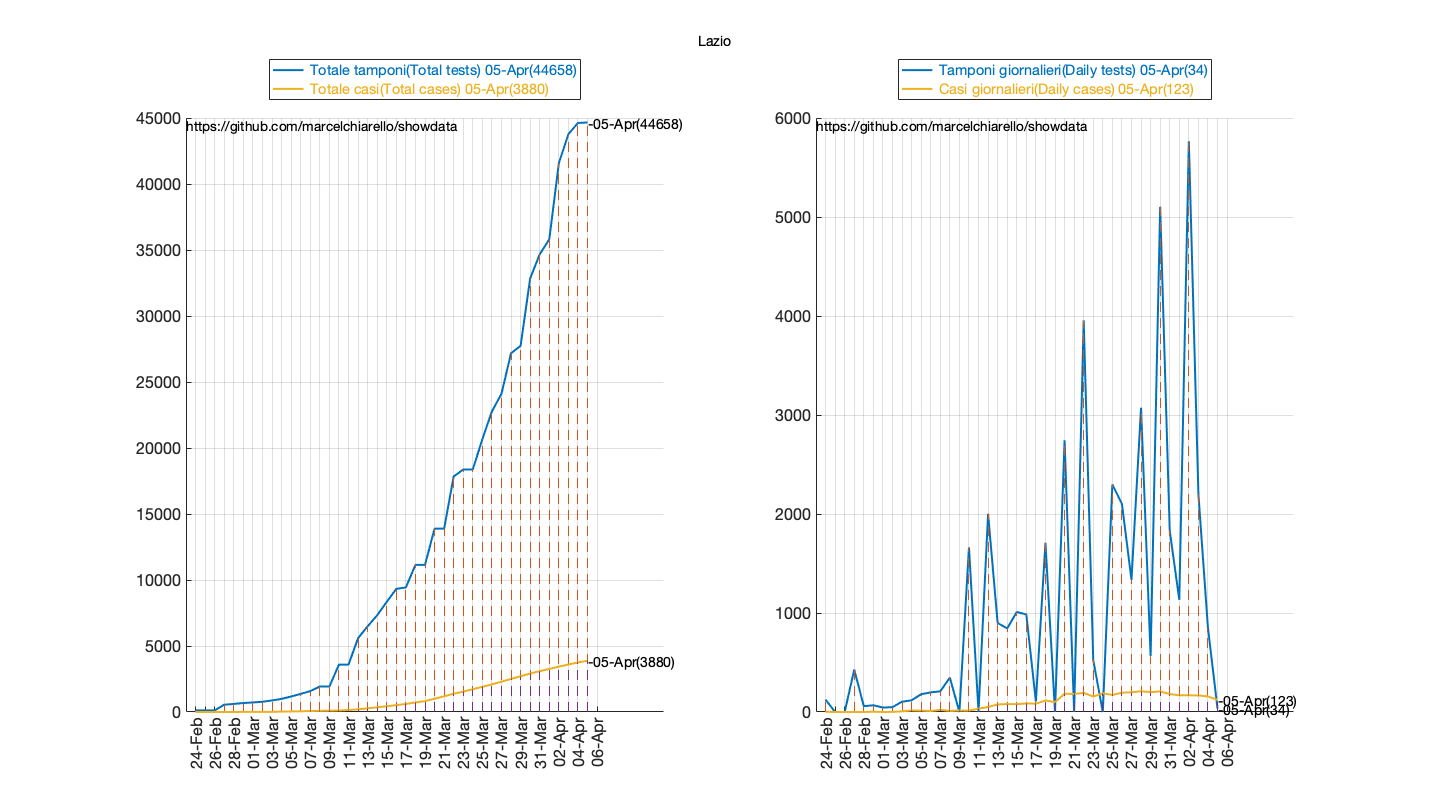 Lazio
Totale tamponi(Total tests) 05-Apr(44658)
Totale casi(Total cases) 05-Apr(3880)
https://github.com/marcelchiarello/showdata
45000
40000
35000
30000
25000
20000
15000
10000
5000
0
-05-Apr(44658)
-05-Apr(3880)
24-Feb
26-Feb
28-Feb
01-Mar
03-Mar
05-Mar
07-Mar
09-Mar
11-Mar
13-Mar
15-Mar
17-Mar
19-Mar
21-Mar
23-Mar
25-Mar
27-Mar
29-Mar
31-Mar
02-Apr
04-Apr
06-Apr
Tamponi giornalieri(Daily tests) 05-Apr(34)
Casi giornalieri(Daily cases) 05-Apr(123)
https://github.com/marcelchiarello/showdata
6000
5000
4000
3000
2000
1000
0
-05-Apr(123)
-05-Apr(34)
24-Feb
26-Feb
28-Feb
01-Mar
03-Mar
05-Mar
07-Mar
09-Mar
11-Mar
13-Mar
15-Mar
17-Mar
19-Mar
21-Mar
23-Mar
25-Mar
27-Mar
29-Mar
31-Mar
02-Apr
04-Apr
06-Apr